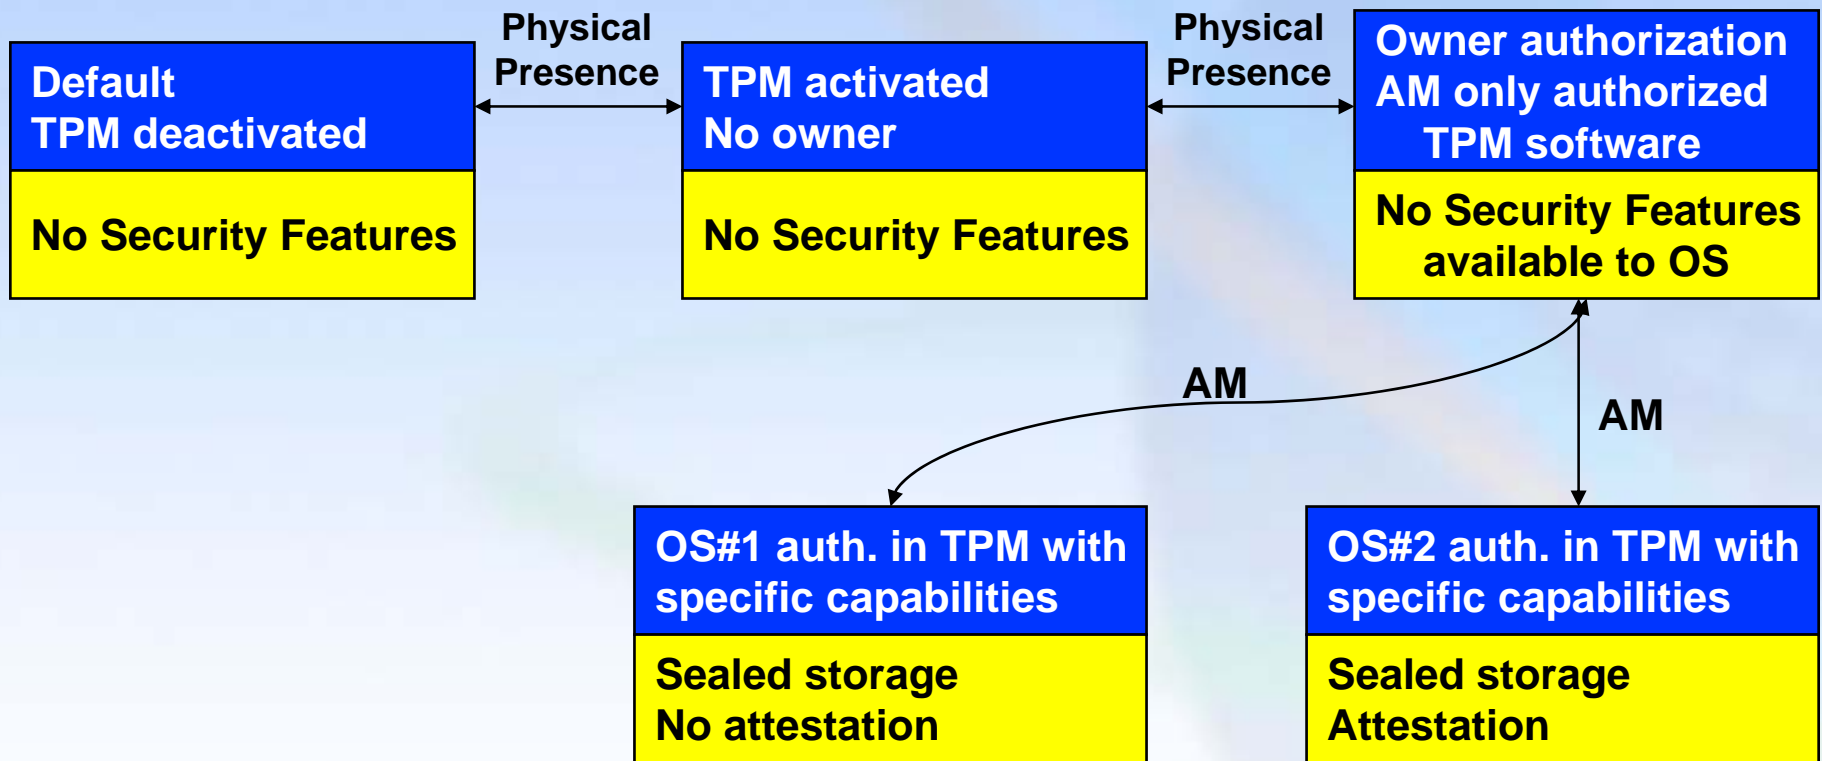 Physical
Presence
Physical
Presence
Default
TPM deactivated
TPM activated
No owner
Owner authorization
AM only authorized
TPM software
No Security Features
No Security Features
No Security Features
available to OS
AM
AM
OS#1 auth. in TPM with
specific capabilities
OS#2 auth. in TPM with
specific capabilities
Sealed storage
No attestation
Sealed storage
Attestation